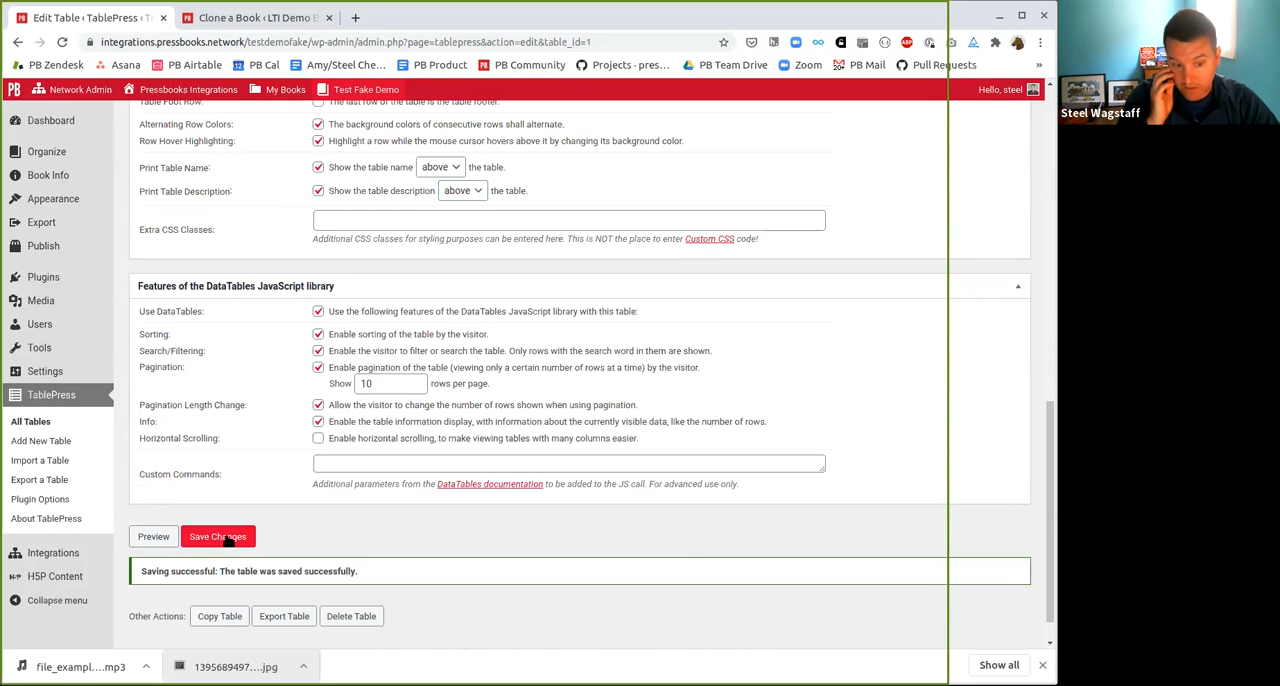 Edit Table ‹ TablePress ‹ T
Clone a Book ‹ LTI Demo
integrations.pressbooks.network/testdemofake/wp-admin/admin.php?page=tablepress&action=edit&table_id=1
PB Zendesk
Asana
PB Airtable
PB Cal
Amy/Steel Che...
PB Product
PB Community
Projects · pres...
PB Team Drive
Zoom
PB Mail
Pull Requests
»
Network Admin
Pressbooks Integrations
My Books
Test Fake Demo
Hello, steel
Steel Wagstaff
Dashboard
Organize
Book Info
Appearance
Export
Publish
Plugins
Media
Users
Tools
Settings
TablePress
All Tables
Add New Table
Import a Table
Export a Table
Plugin Options
About TablePress
Integrations
H5P Content
Collapse menu
Table Foot Row: The last row of the table is the table footer.
Alternating Row Colors: The background colors of consecutive rows shall alternate.
Row Hover Highlighting: Highlight a row while the mouse cursor hovers above it by changing its background color.
Print Table Name: Show the table name above the table.
Print Table Description: Show the table description above the table.
Extra CSS Classes:
Additional CSS classes for styling purposes can be entered here. This is NOT the place to enter Custom CSS code!
Features of the DataTables JavaScript library
Use DataTables: Use the following features of the DataTables JavaScript library with this table:
Sorting: Enable sorting of the table by the visitor.
Search/Filtering: Enable the visitor to filter or search the table. Only rows with the search word in them are shown.
Pagination: Enable pagination of the table (viewing only a certain number of rows at a time) by the visitor.
Show 10 rows per page.
Pagination Length Change: Allow the visitor to change the number of rows shown when using pagination.
Info: Enable the table information display, with information about the currently visible data, like the number of rows.
Horizontal Scrolling: Enable horizontal scrolling, to make viewing tables with many columns easier.
Custom Commands:
Additional parameters from the DataTables documentation to be added to the JS call. For advanced use only.
Preview
Save Changes
Saving successful: The table was saved successfully.
Other Actions: Copy Table Export Table Delete Table
file_exampl....mp3
1395689497....jpg
Show all